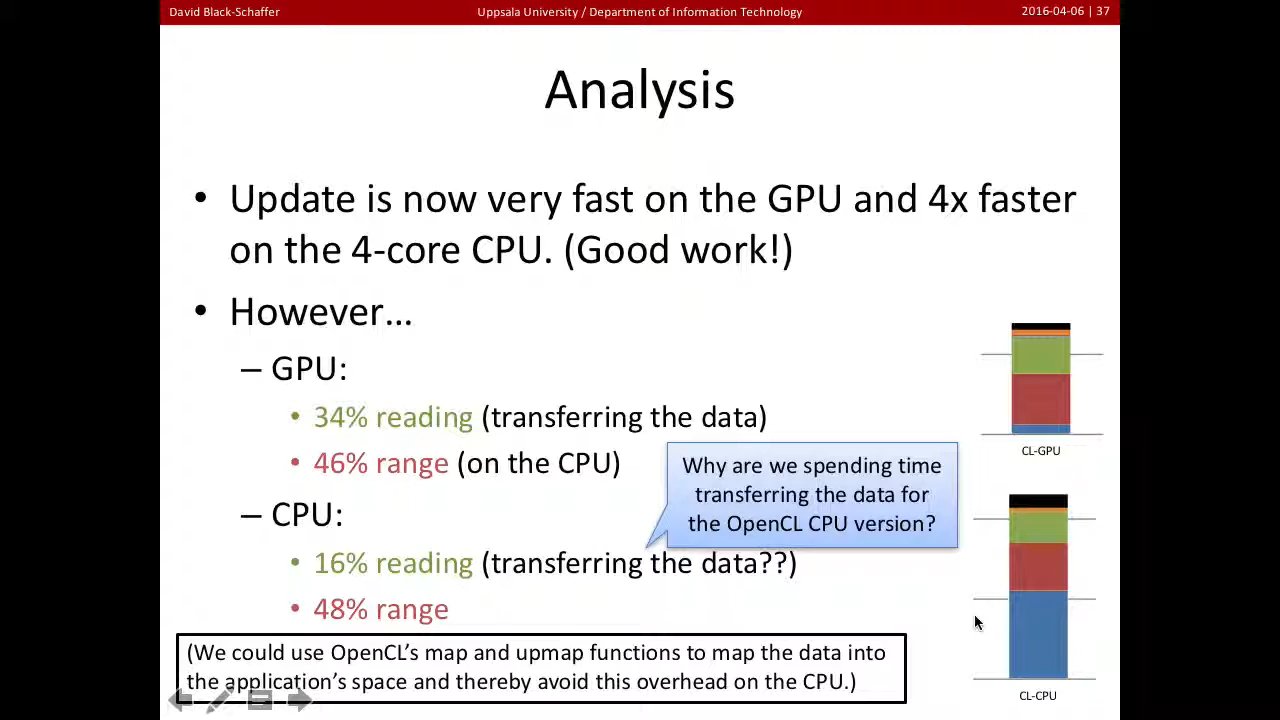 David Black-Schaffer
Uppsala University / Department of Information Technology
2016-04-06 | 37
Analysis
• Update is now very fast on the GPU and 4x faster
on the 4-core CPU. (Good work!)
• However…
– GPU:
• 34% reading (transferring the data)
• 46% range (on the CPU)
– CPU:
• 16% reading (transferring the data??)
• 48% range
Why are we spending time
transferring the data for
the OpenCL CPU version?
(We could use OpenCL’s map and upmap functions to map the data into
the application’s space and thereby avoid this overhead on the CPU.)
CL-GPU
CL-CPU